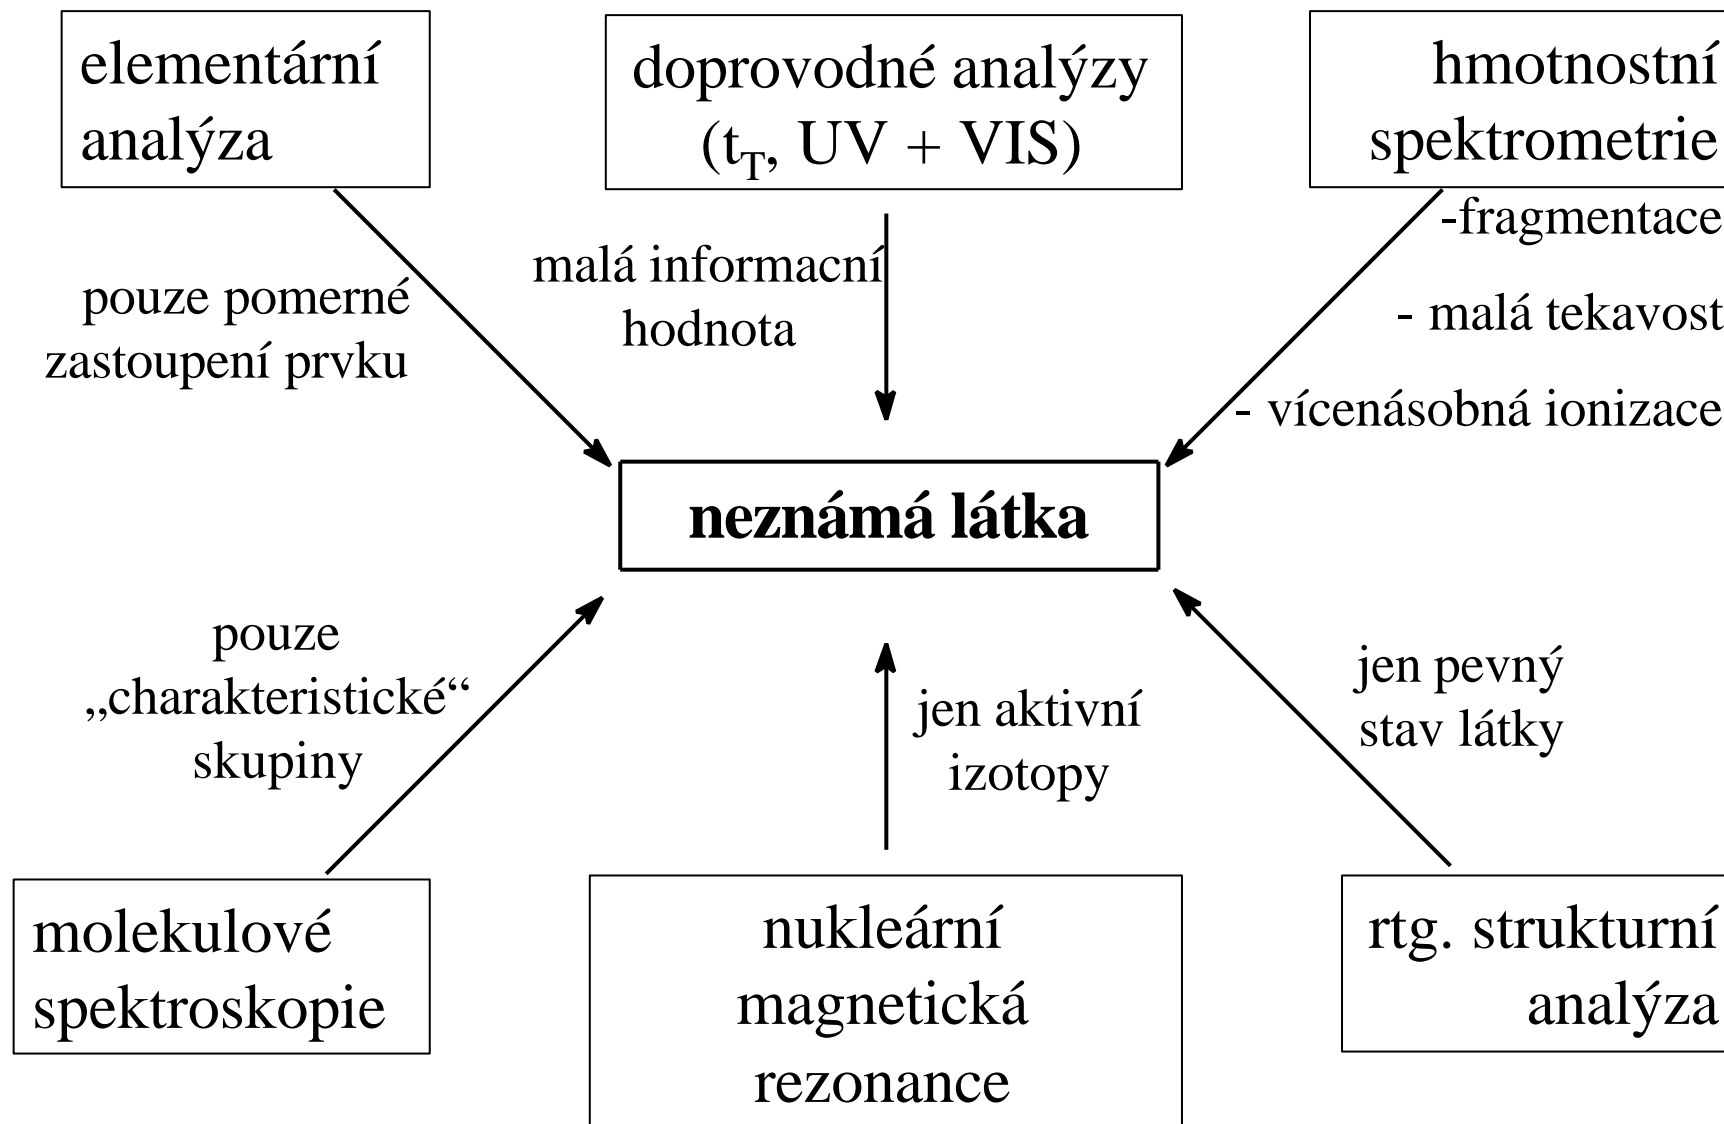 elementární
analýza
doprovodné analýzy
(tT, UV + VIS)
hmotnostní
spektrometrie
pouze pomerné
zastoupení prvku
malá informacní
hodnota
-fragmentace
- malá tekavost
- vícenásobná ionizace
neznámá látka
pouze
„charakteristické“
skupiny
jen aktivní
izotopy
jen pevný
stav látky
molekulové
spektroskopie
nukleární
magnetická
rezonance
rtg. strukturní
analýza